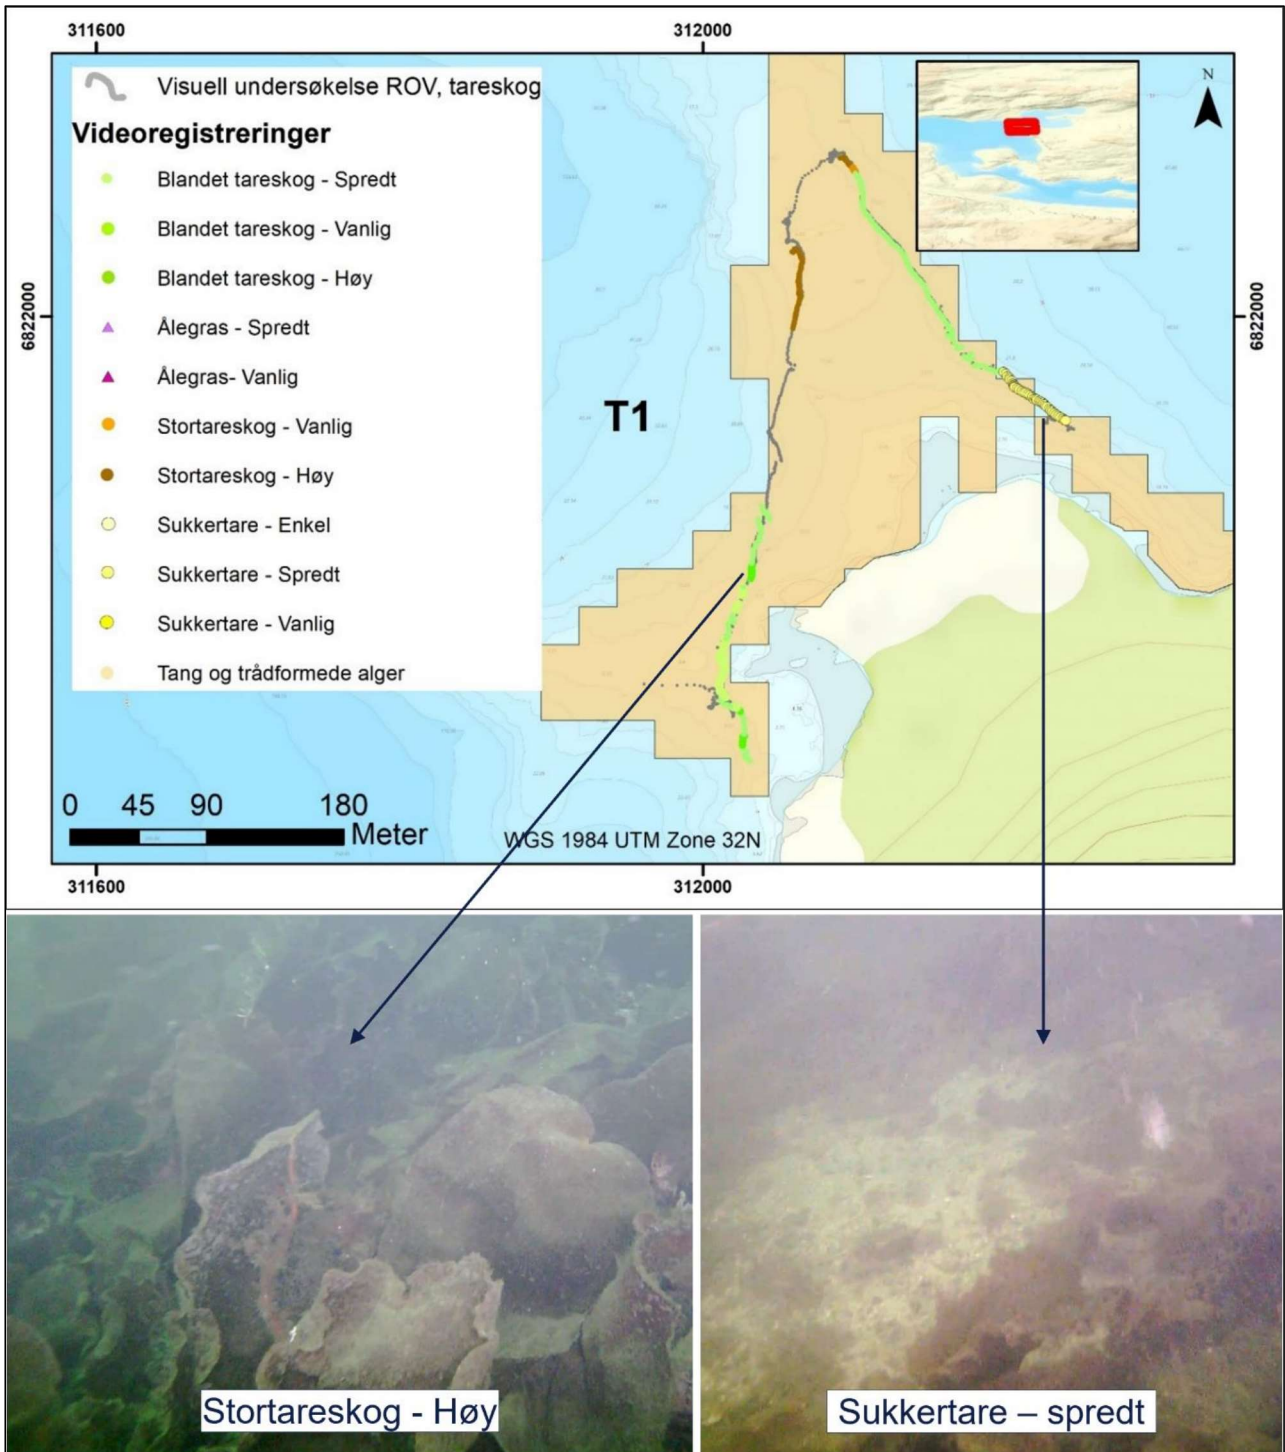 311600
312000
N
Visuell undersøkelse ROV, tareskog
Videoregistreringer
Blandet tareskog - Spredt
Blandet tareskog - Vanlig
Blandet tareskog - Høy
Ålegras - Spredt
Ålegras- Vanlig
Stortareskog - Vanlig
Stortareskog - Høy
Sukkertare - Enkel
Sukkertare - Spredt
Sukkertare - Vanlig
Tang og trådformede alger
6822000
6822000
T1
0 45 90 180
Meter
WGS 1984 UTM Zone 32N
311600
312000
Stortareskog - Høy
Sukkertare – spredt